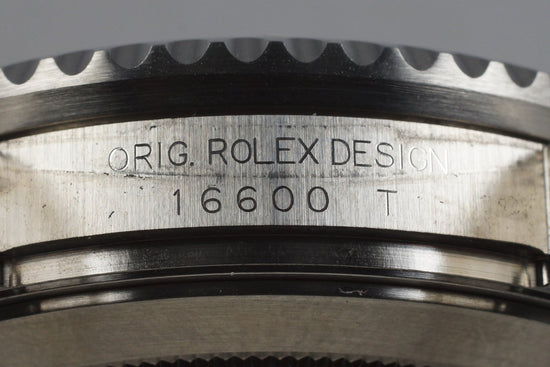 ORIG. ROLEX DESIGN
16600 T